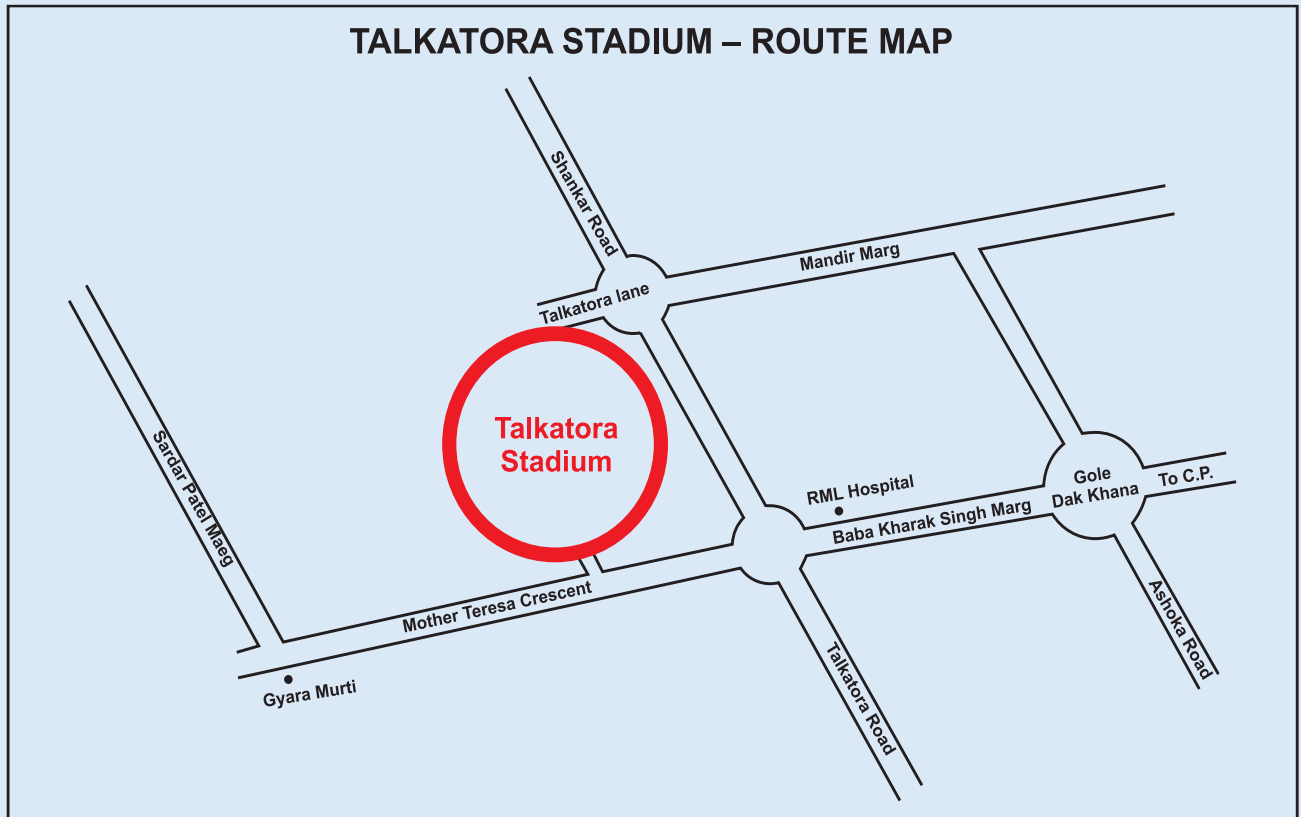 TALKATORA STADIUM – ROUTE MAP
Shankar Road
Mandir Marg
Talkatora lane
Talkatora
Stadium
Sardar Patel Maeg
RML Hospital
Gole
Dak Khana
To C.P.
Baba Kharak Singh Marg
Mother Teresa Crescent
Ashoka Road
Talkatora Road
Gyara Murti